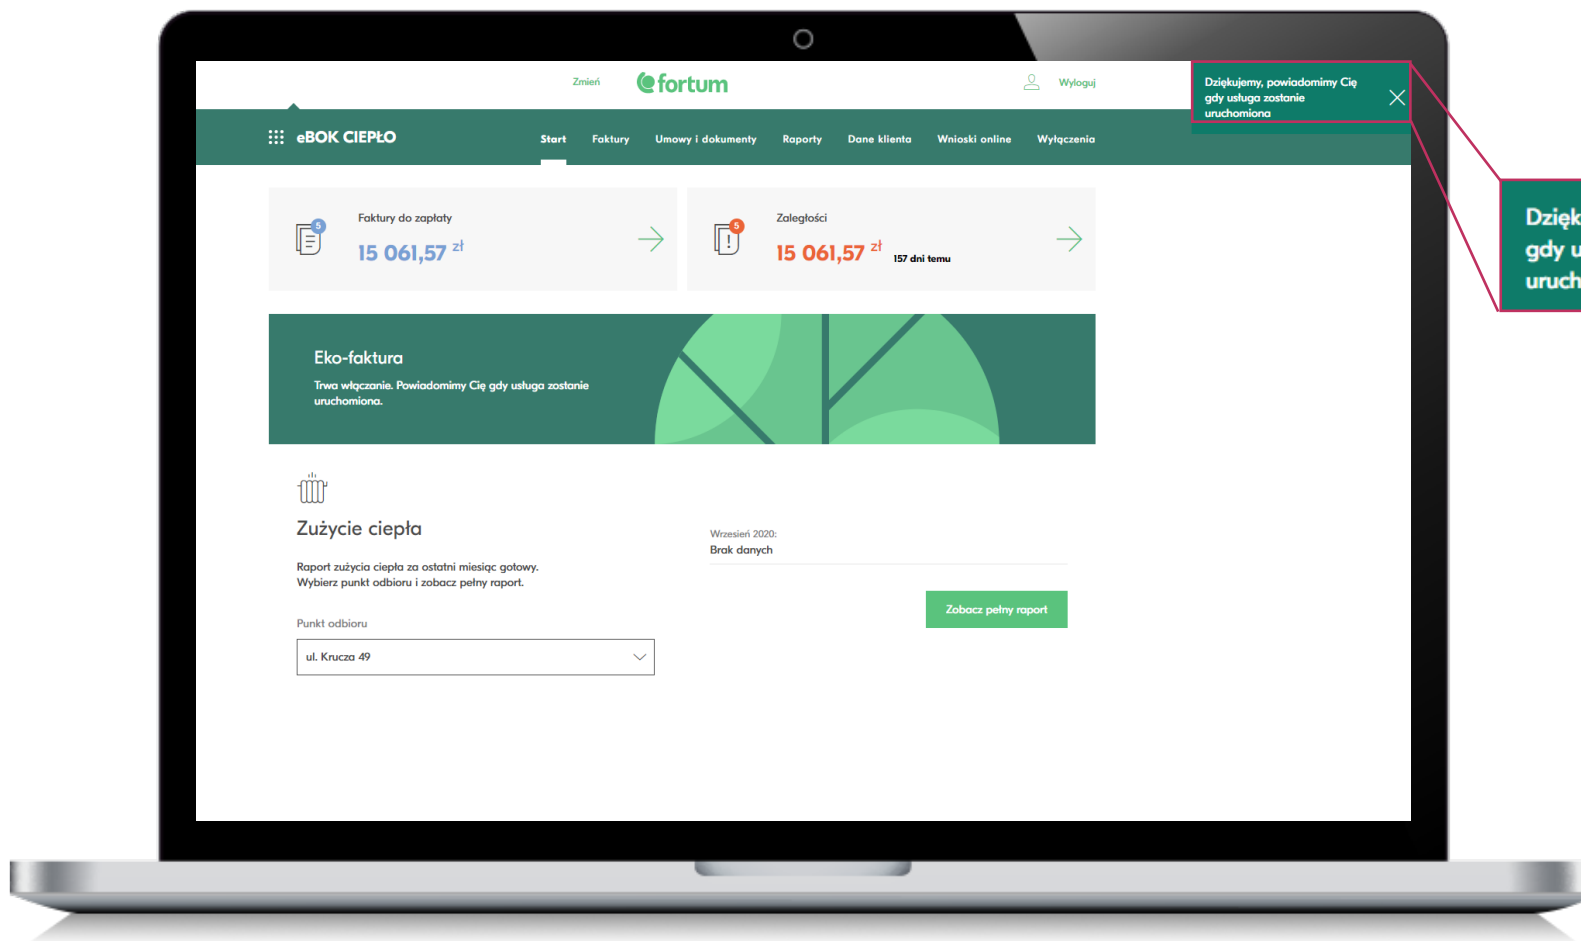 Zmień
fortum
Wyloguj
Dziękujemy, powiadomimy Cię
gdy usługa zostanie
uruchomiona
eBOK CIEPŁO
Start Faktury Umowy i dokumenty Raporty Dane klienta Wnioski online Wyłączenia
5
Faktury do zapłaty
15 061,57 zł
5
Zaległości
15 061,57 zł 157 dni temu
Eko-faktura
Trwa włączanie. Powiadomimy Cię gdy usługa zostanie
uruchomiona.
Zużycie ciepła
Raport zużycia ciepła za ostatni miesiąc gotowy.
Wybierz punkt odbioru i zobacz pełny raport.
Punkt odbioru
ul. Krucza 49
Wrzesień 2020:
Brak danych
Zobacz pełny raport
gdy